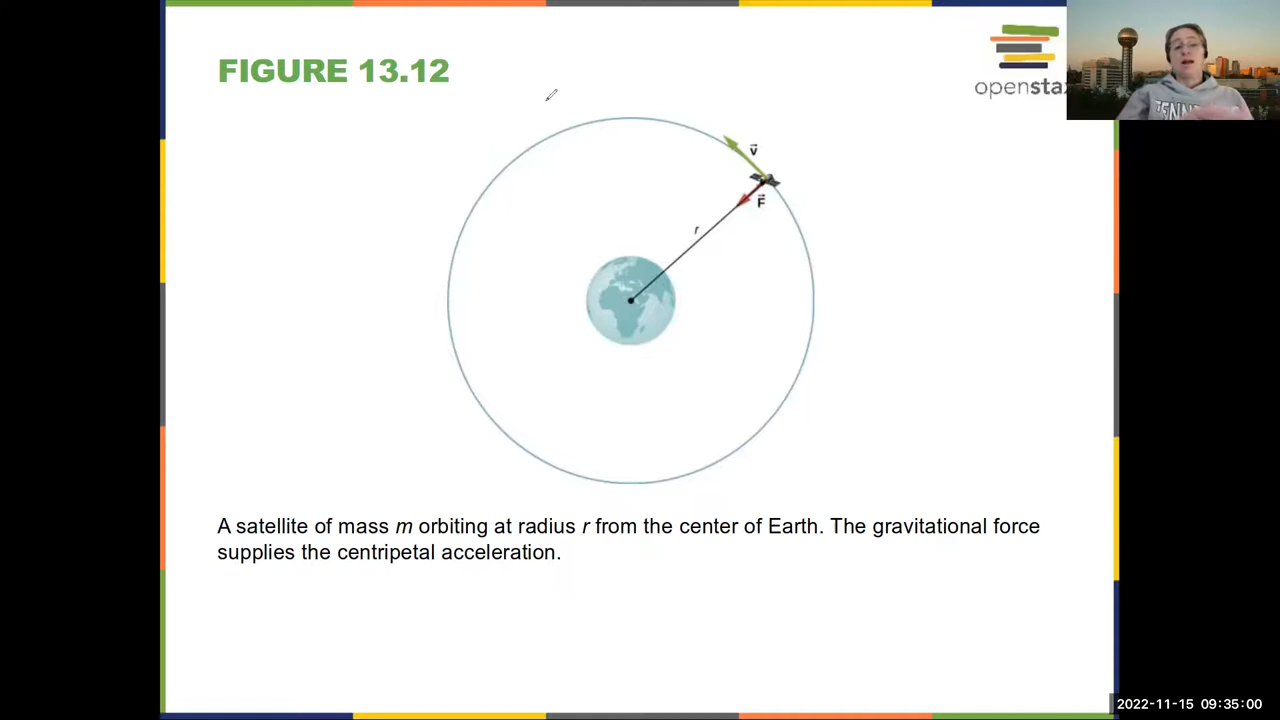 FIGURE 13.12
openstax
v
F
r
A satellite of mass m orbiting at radius r from the center of Earth. The gravitational force
supplies the centripetal acceleration.
2022-11-15 09:35:00